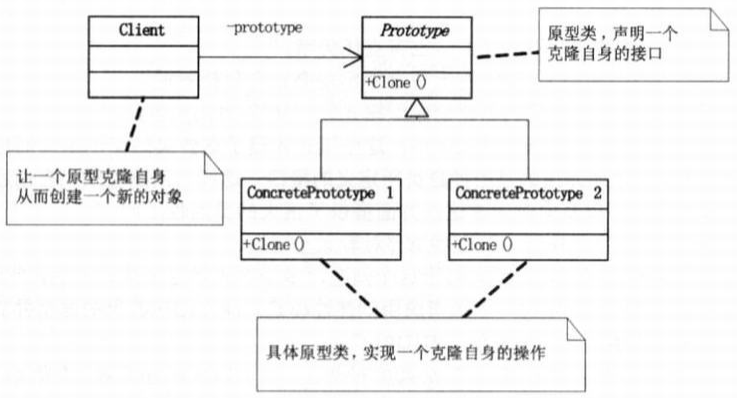 Client
-prototype
Prototype
+Clone()
原型类，声明一个
克隆自身的接口
让一个原型克隆自身
从而创建一个新的对象
ConcretePrototype 1
+Clone()
ConcretePrototype 2
+Clone()
具体原型类，实现一个克隆自身的操作